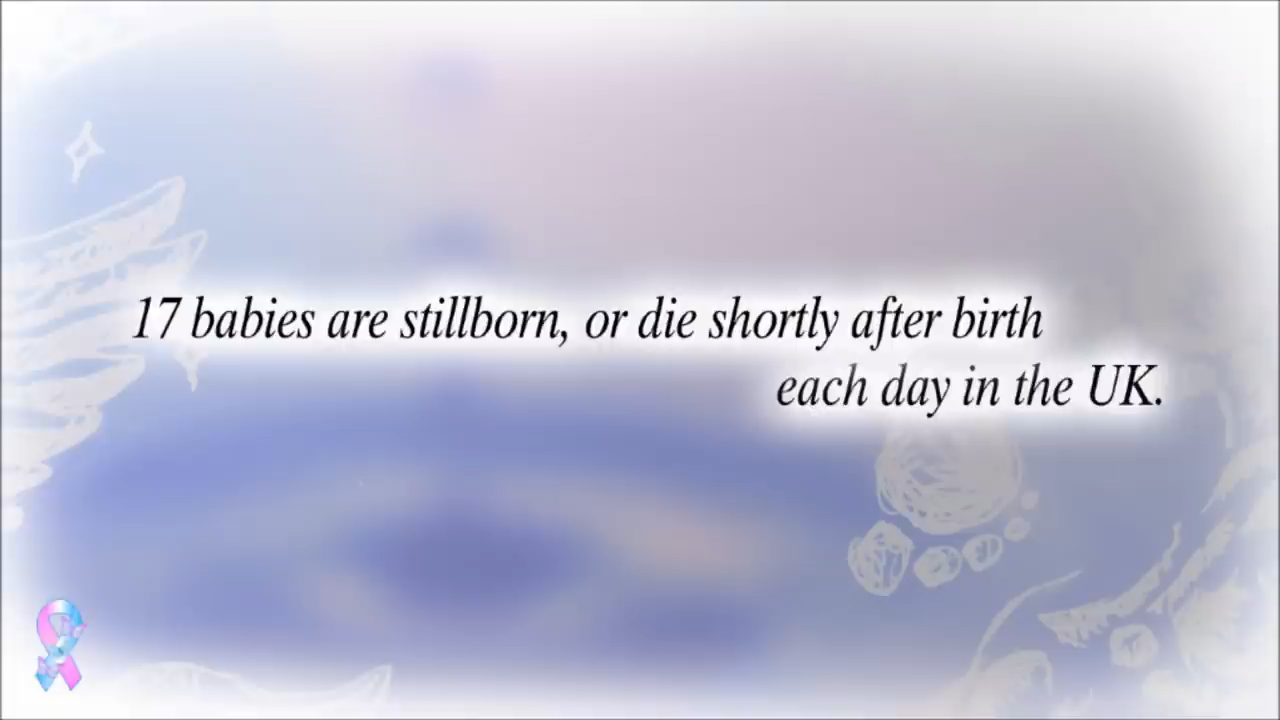 17 babies are stillborn, or die shortly after birth
each day in the UK.